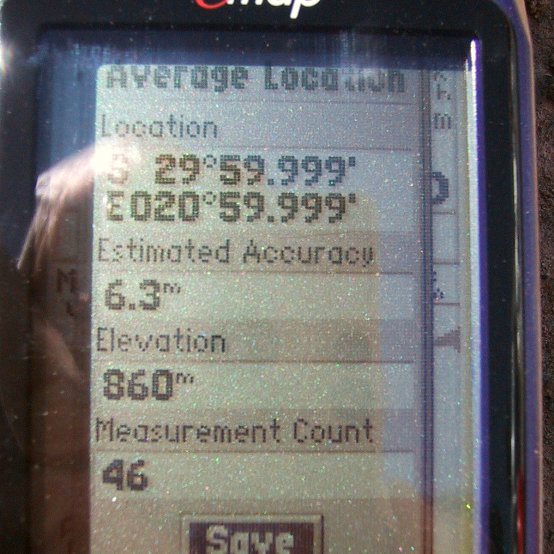 emap
Average Location
Location
S 29°59.999'
E020°59.999'
Estimated Accuracy
6.3m
Elevation
860m
Measurement Count
46
Save